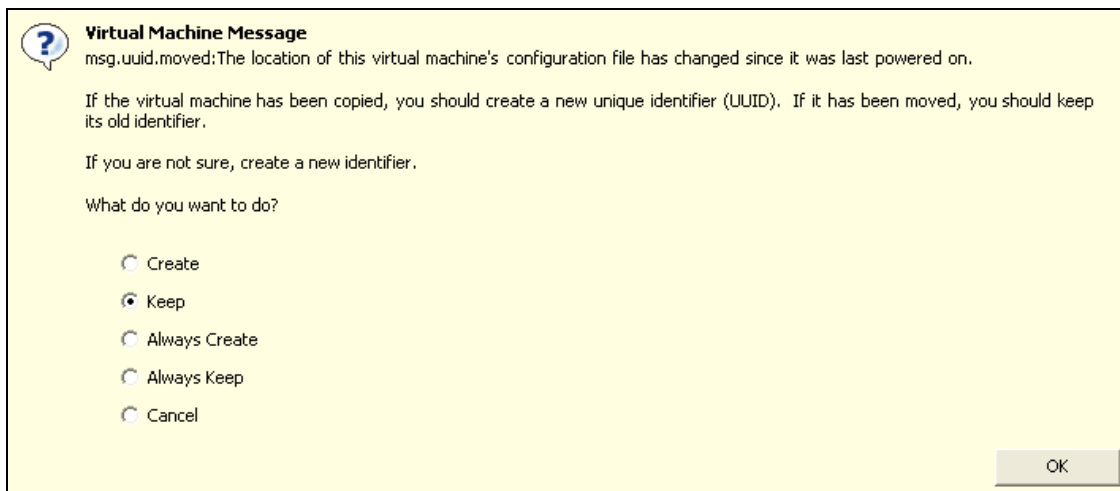 Virtual Machine Message
msg.uuid.moved:The location of this virtual machine's configuration file has changed since it was last powered on.
If the virtual machine has been copied, you should create a new unique identifier (UUID).  If it has been moved, you should keep
its old identifier.
If you are not sure, create a new identifier.
What do you want to do?
Create
Keep
Always Create
Always Keep
Cancel
OK